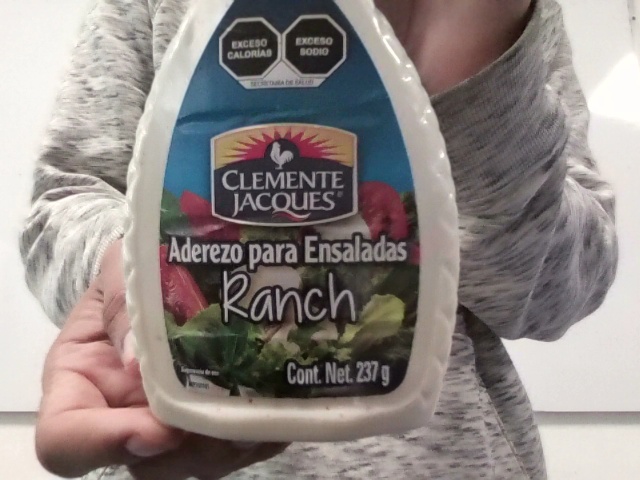 EXCESO CALORÍAS
EXCESO SODIO
SECRETARÍA DE SALUD
CLEMENTE
JACQUES®
Aderezo para Ensaladas
Ranch
Cont. Net. 237 g